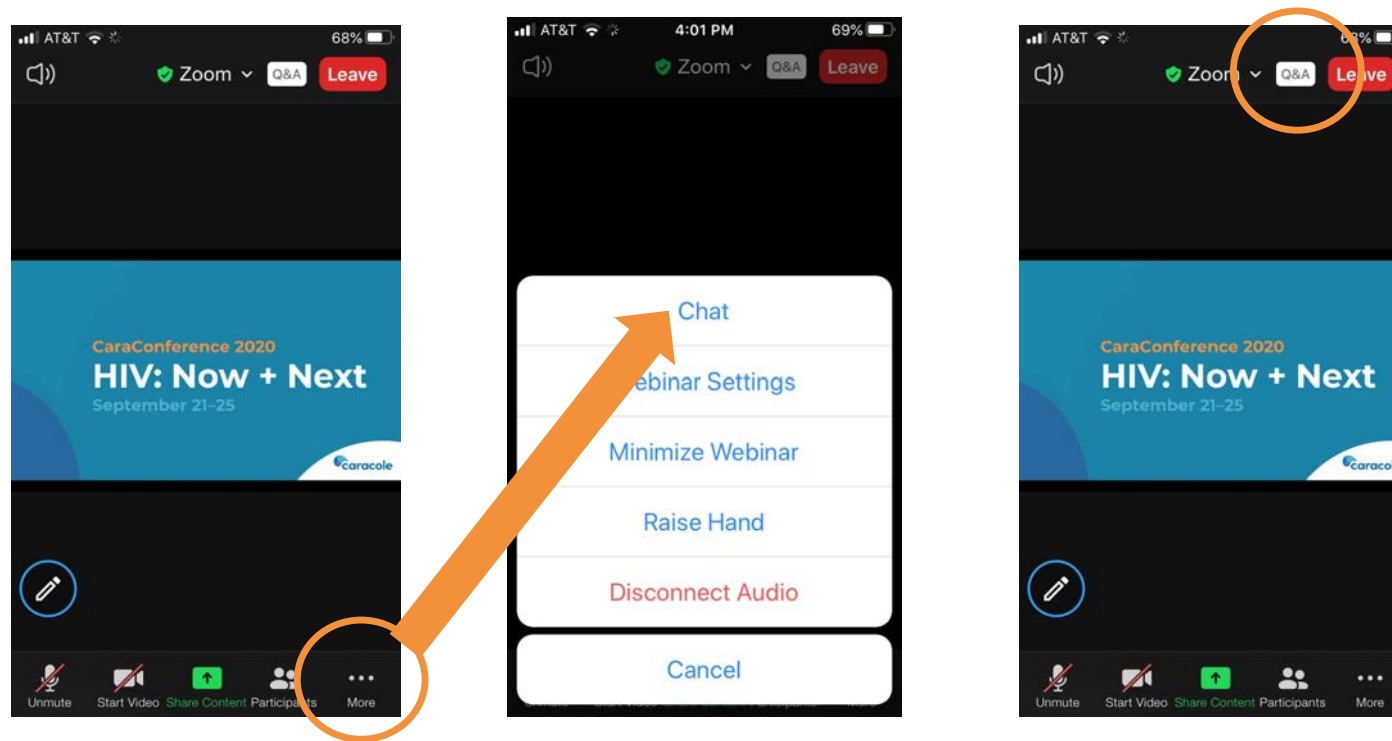 AT&T 68%
Zoom Q&A Leave
CaraConference 2020
HIV: Now + Next
September 21–25
caracole
Unmute Start Video Share Content Participants More
AT&T 4:01 PM 69%
Zoom Q&A Leave
Chat
ebinar Settings
Minimize Webinar
Raise Hand
Disconnect Audio
Cancel
AT&T
Zoom Q&A Leave
CaraConference 2020
HIV: Now + Next
September 21–25
caraco
Unmute Start Video Share Content Participants More